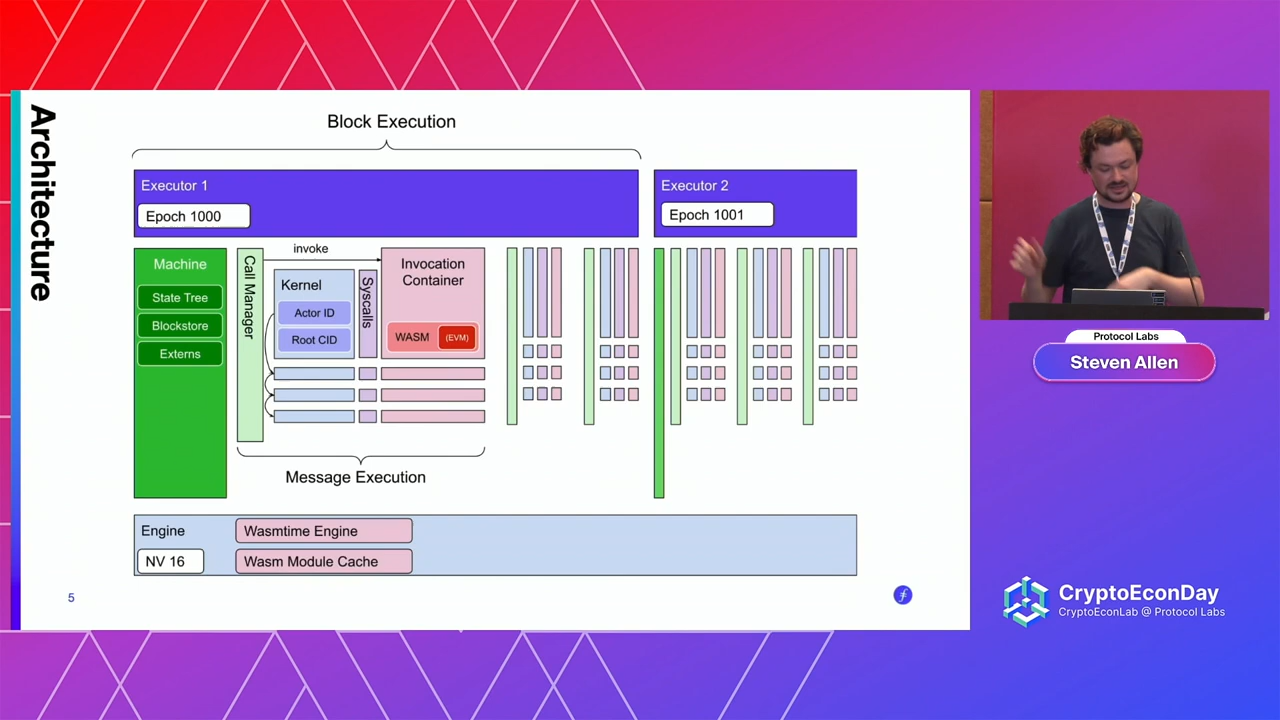 Architecture
Block Execution
Executor 1
Epoch 1000
Executor 2
Epoch 1001
Machine
State Tree
Blockstore
Externs
Call Manager
invoke
Kernel
Actor ID
Root CID
Syscalls
Invocation
Container
WASM
(EVM)
Message Execution
Engine
NV 16
Wasmtime Engine
Wasm Module Cache
5
Protocol Labs
Steven Allen
CryptoEconDay
CryptoEconLab @ Protocol Labs